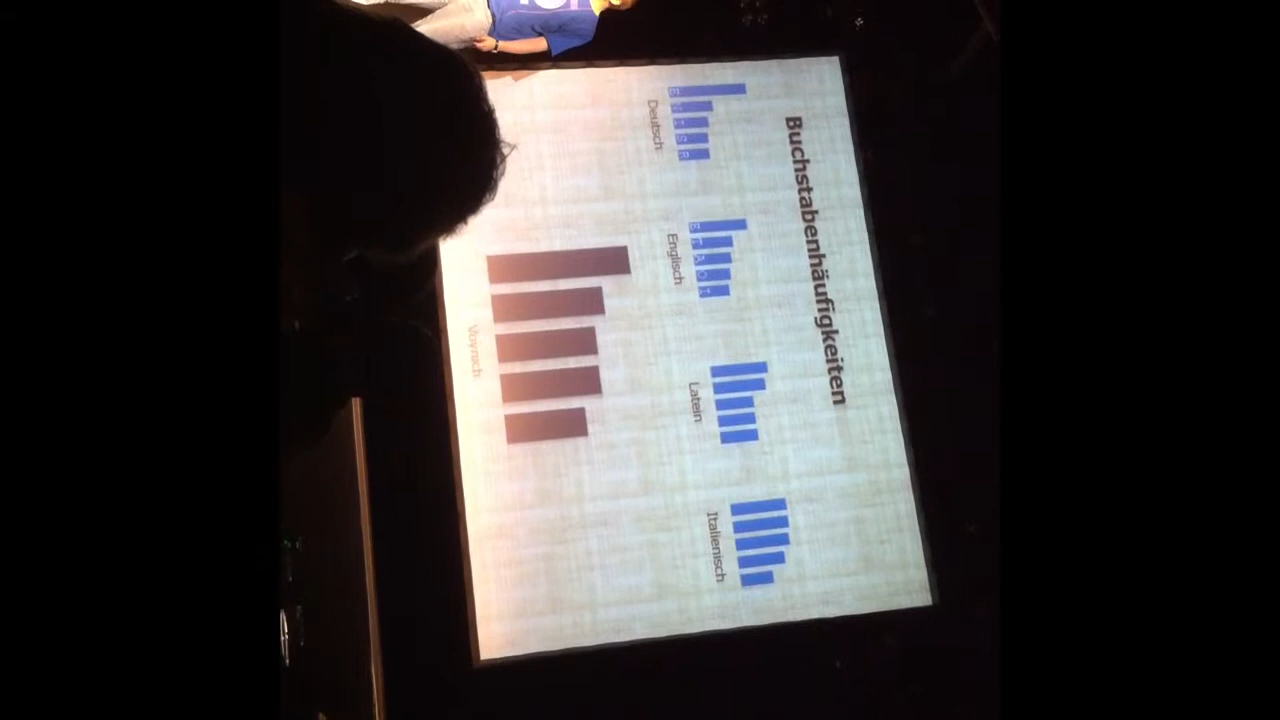 Buchstabenhäufigkeiten
E N I S R
Deutsch
E T A O I
Englisch
Latein
Italienisch
Voynich